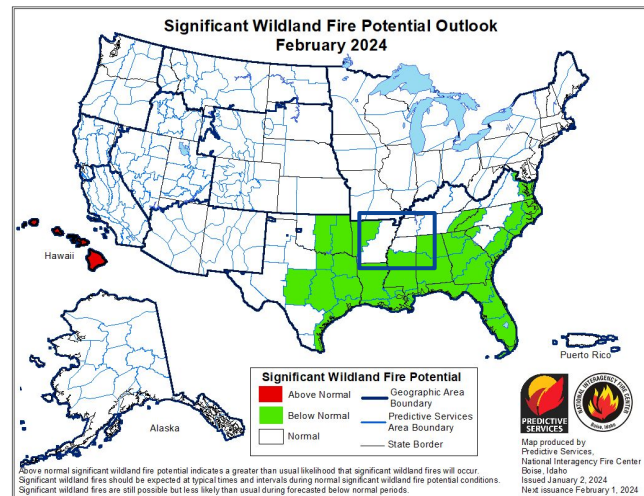 Significant Wildland Fire Potential Outlook
February 2024
Hawaii
Alaska
Puerto Rico
Significant Wildland Fire Potential
Above Normal
Below Normal
Normal
Geographic Area
Boundary
Predictive Services
Area Boundary
State Border
PREDICTIVE
SERVICES
NATIONAL INTERAGENCY FIRE CENTER
Boise, Idaho
Map produced by
Predictive Services,
National Interagency Fire Center
Boise, Idaho
Issued January 2, 2024
Next issuance February 1, 2024
Above normal significant wildland fire potential indicates a greater than usual likelihood that significant wildland fires will occur.
Significant wildland fires should be expected at typical times and intervals during normal significant wildland fire potential conditions.
Significant wildland fires are still possible but less likely than usual during forecasted below normal periods.